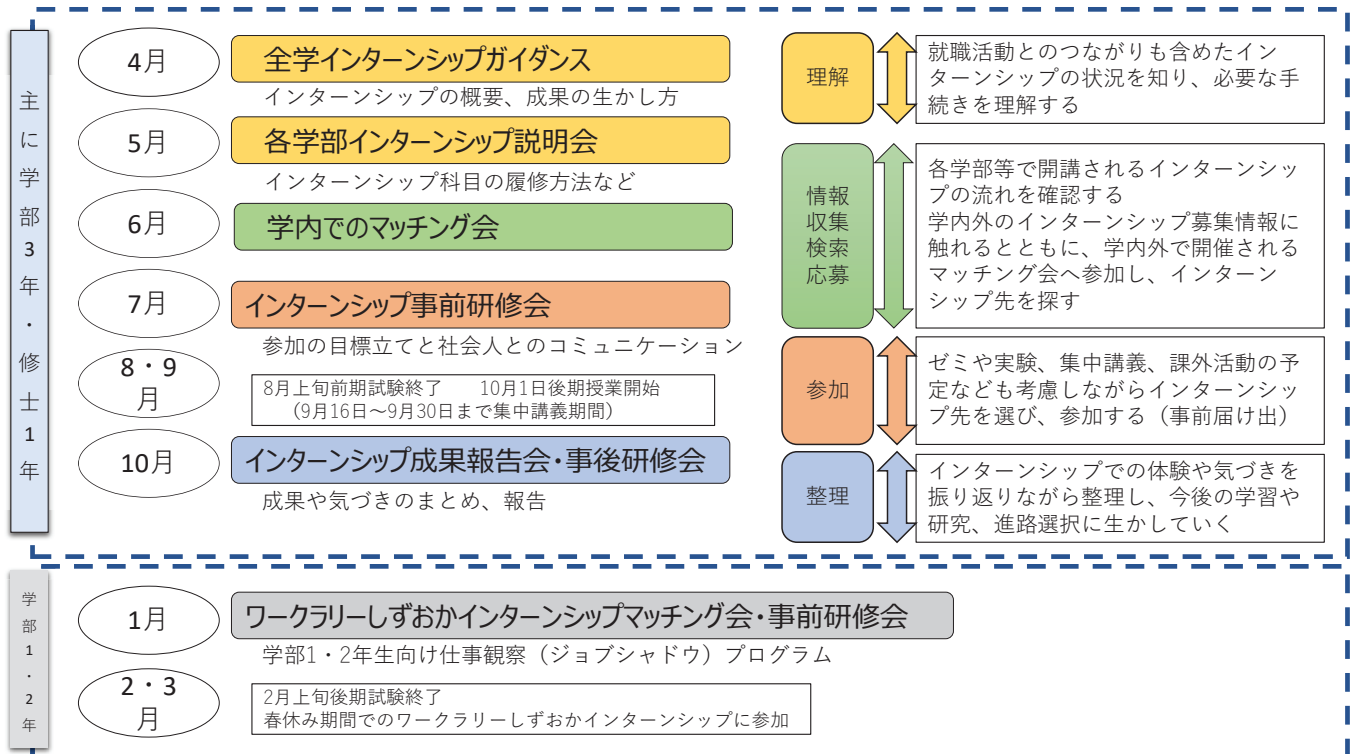 主に学部3年・修士1年
4月
全学インターンシップガイダンス
インターンシップの概要、成果の生かし方
5月
各学部インターンシップ説明会
インターンシップ科目の履修方法など
6月
学内でのマッチング会
7月
インターンシップ事前研修会
参加の目標立てと社会人とのコミュニケーション
8・9
月
8月上旬前期試験終了　10月1日後期授業開始
（9月16日～9月30日まで集中講義期間）
10月
インターンシップ成果報告会・事後研修会
成果や気づきのまとめ、報告
理解
就職活動とのつながりも含めたイン
ターンシップの状況を知り、必要な手
続きを理解する
情報
収集
検索
応募
各学部等で開講されるインターンシッ
プの流れを確認する
学内外のインターンシップ募集情報に
触れるとともに、学内外で開催される
マッチング会へ参加し、インターン
シップ先を探す
参加
ゼミや実験、集中講義、課外活動の予
定なども考慮しながらインターンシッ
プ先を選び、参加する（事前届け出）
整理
インターンシップでの体験や気づきを
振り返りながら整理し、今後の学習や
研究、進路選択に生かしていく
学部1・2年
1月
ワークラリーしずおかインターンシップマッチング会・事前研修会
学部1・2年生向け仕事観察（ジョブシャドウ）プログラム
2・3
月
2月上旬後期試験終了
春休み期間でのワークラリーしずおかインターンシップに参加